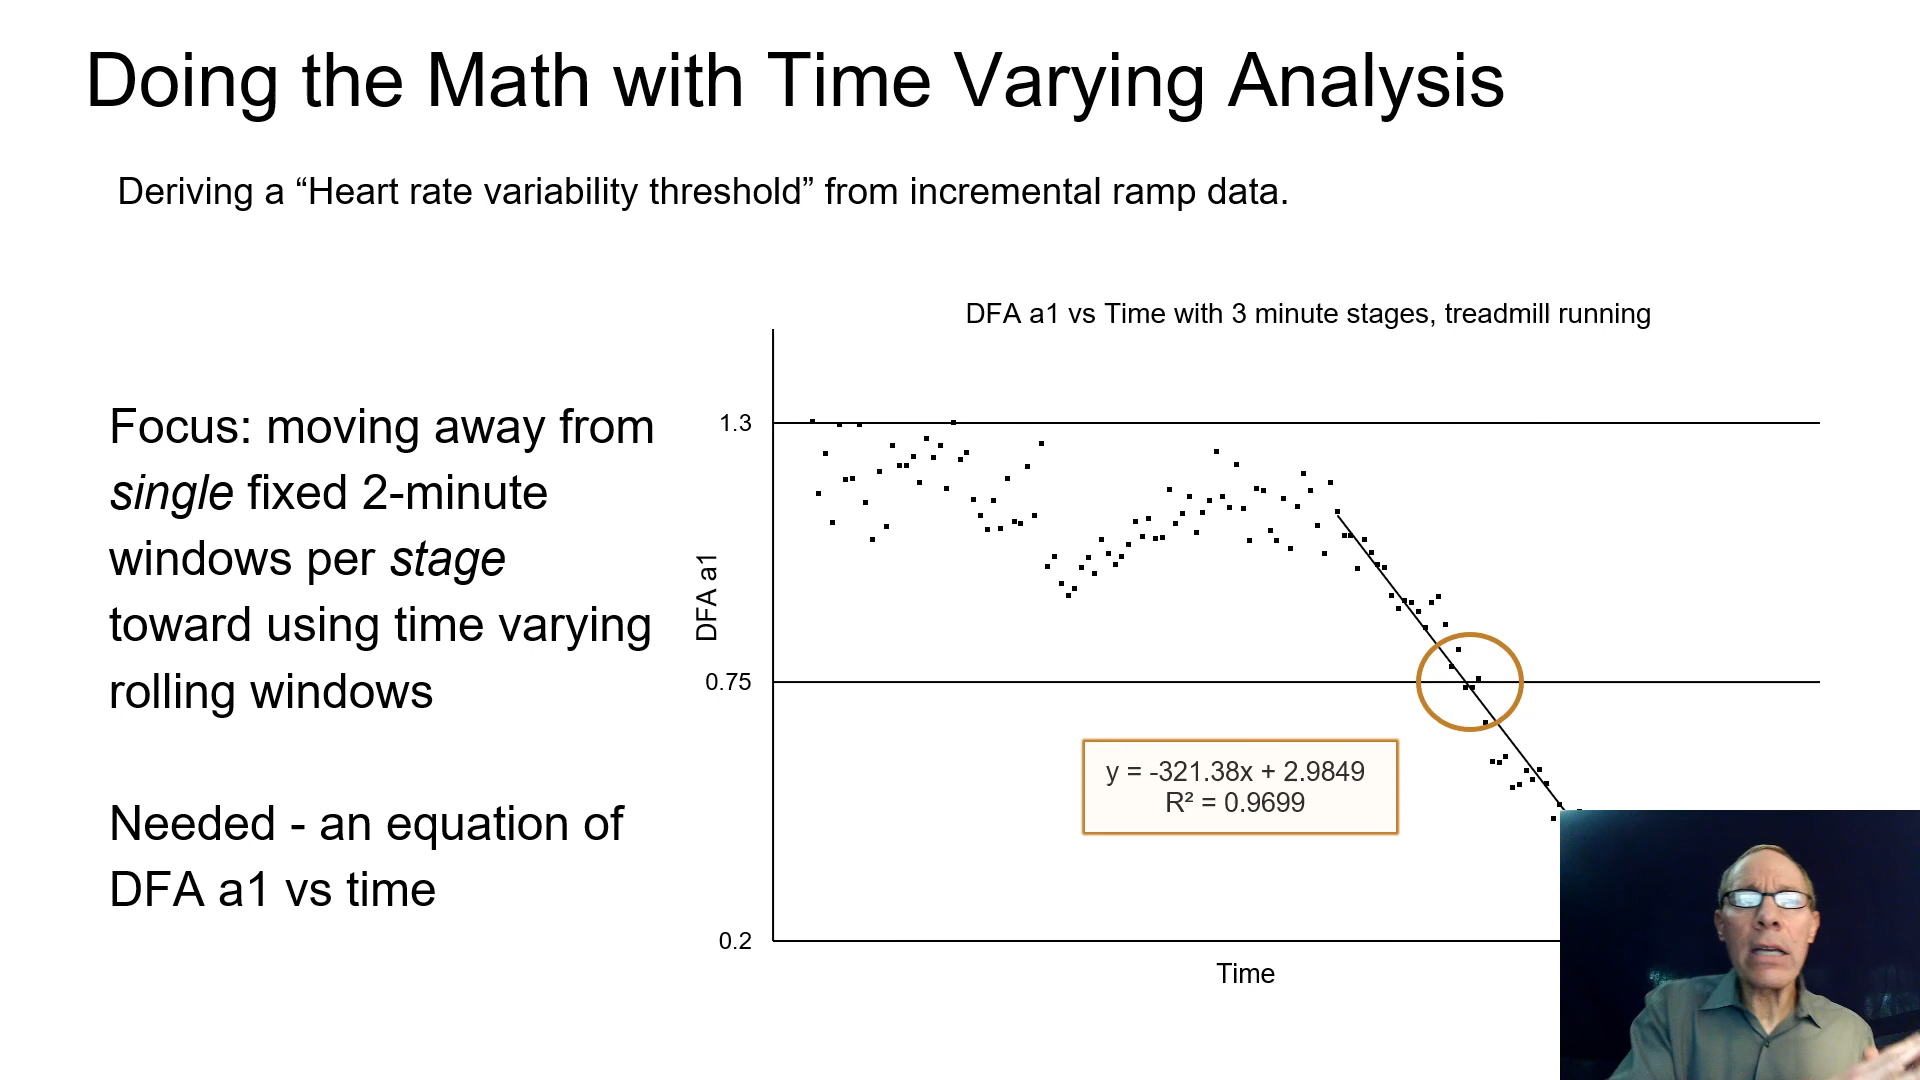 Doing the Math with Time Varying Analysis
Deriving a “Heart rate variability threshold” from incremental ramp data.
Focus: moving away from
single fixed 2-minute
windows per stage
toward using time varying
rolling windows
Needed - an equation of
DFA a1 vs time
DFA a1 vs Time with 3 minute stages, treadmill running
1.3
0.75
0.2
DFA a1
y = -321.38x + 2.9849
R² = 0.9699
Time